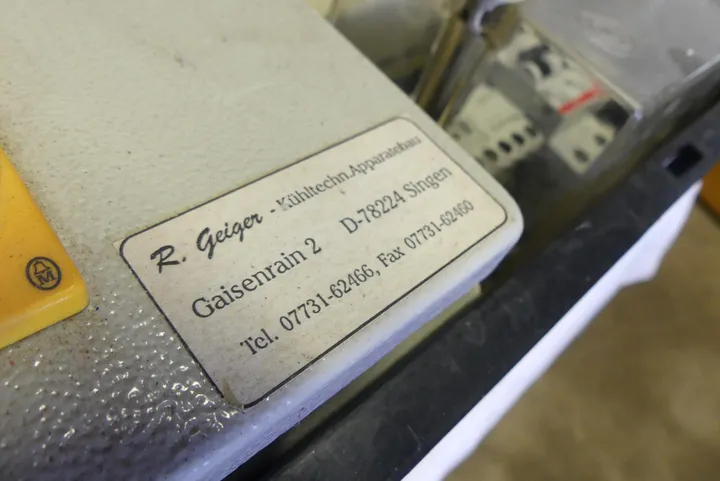 R. Geiger - Kühltechn.Apparatebau
Gaisenrain 2 D-78224 Singen
Tel. 07731-62466, Fax 07731-62460